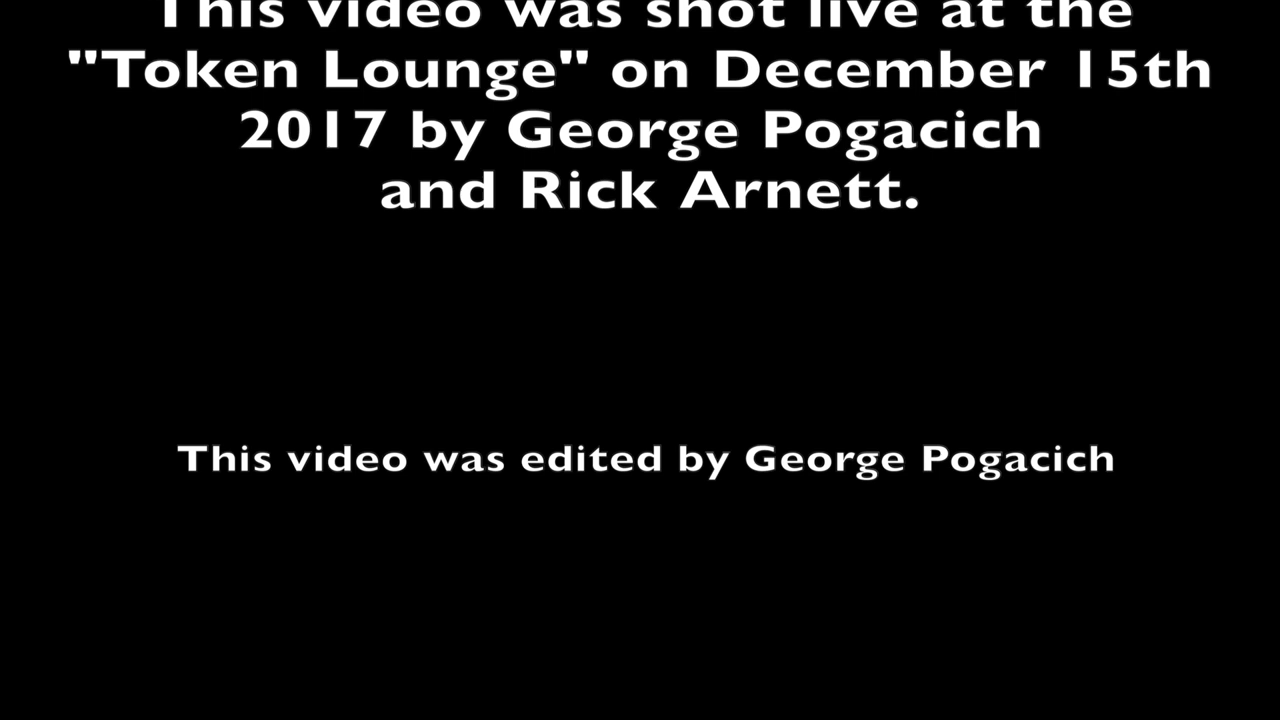 This video was shot live at the
"Token Lounge" on December 15th
2017 by George Pogacich
and Rick Arnett.
This video was edited by George Pogacich